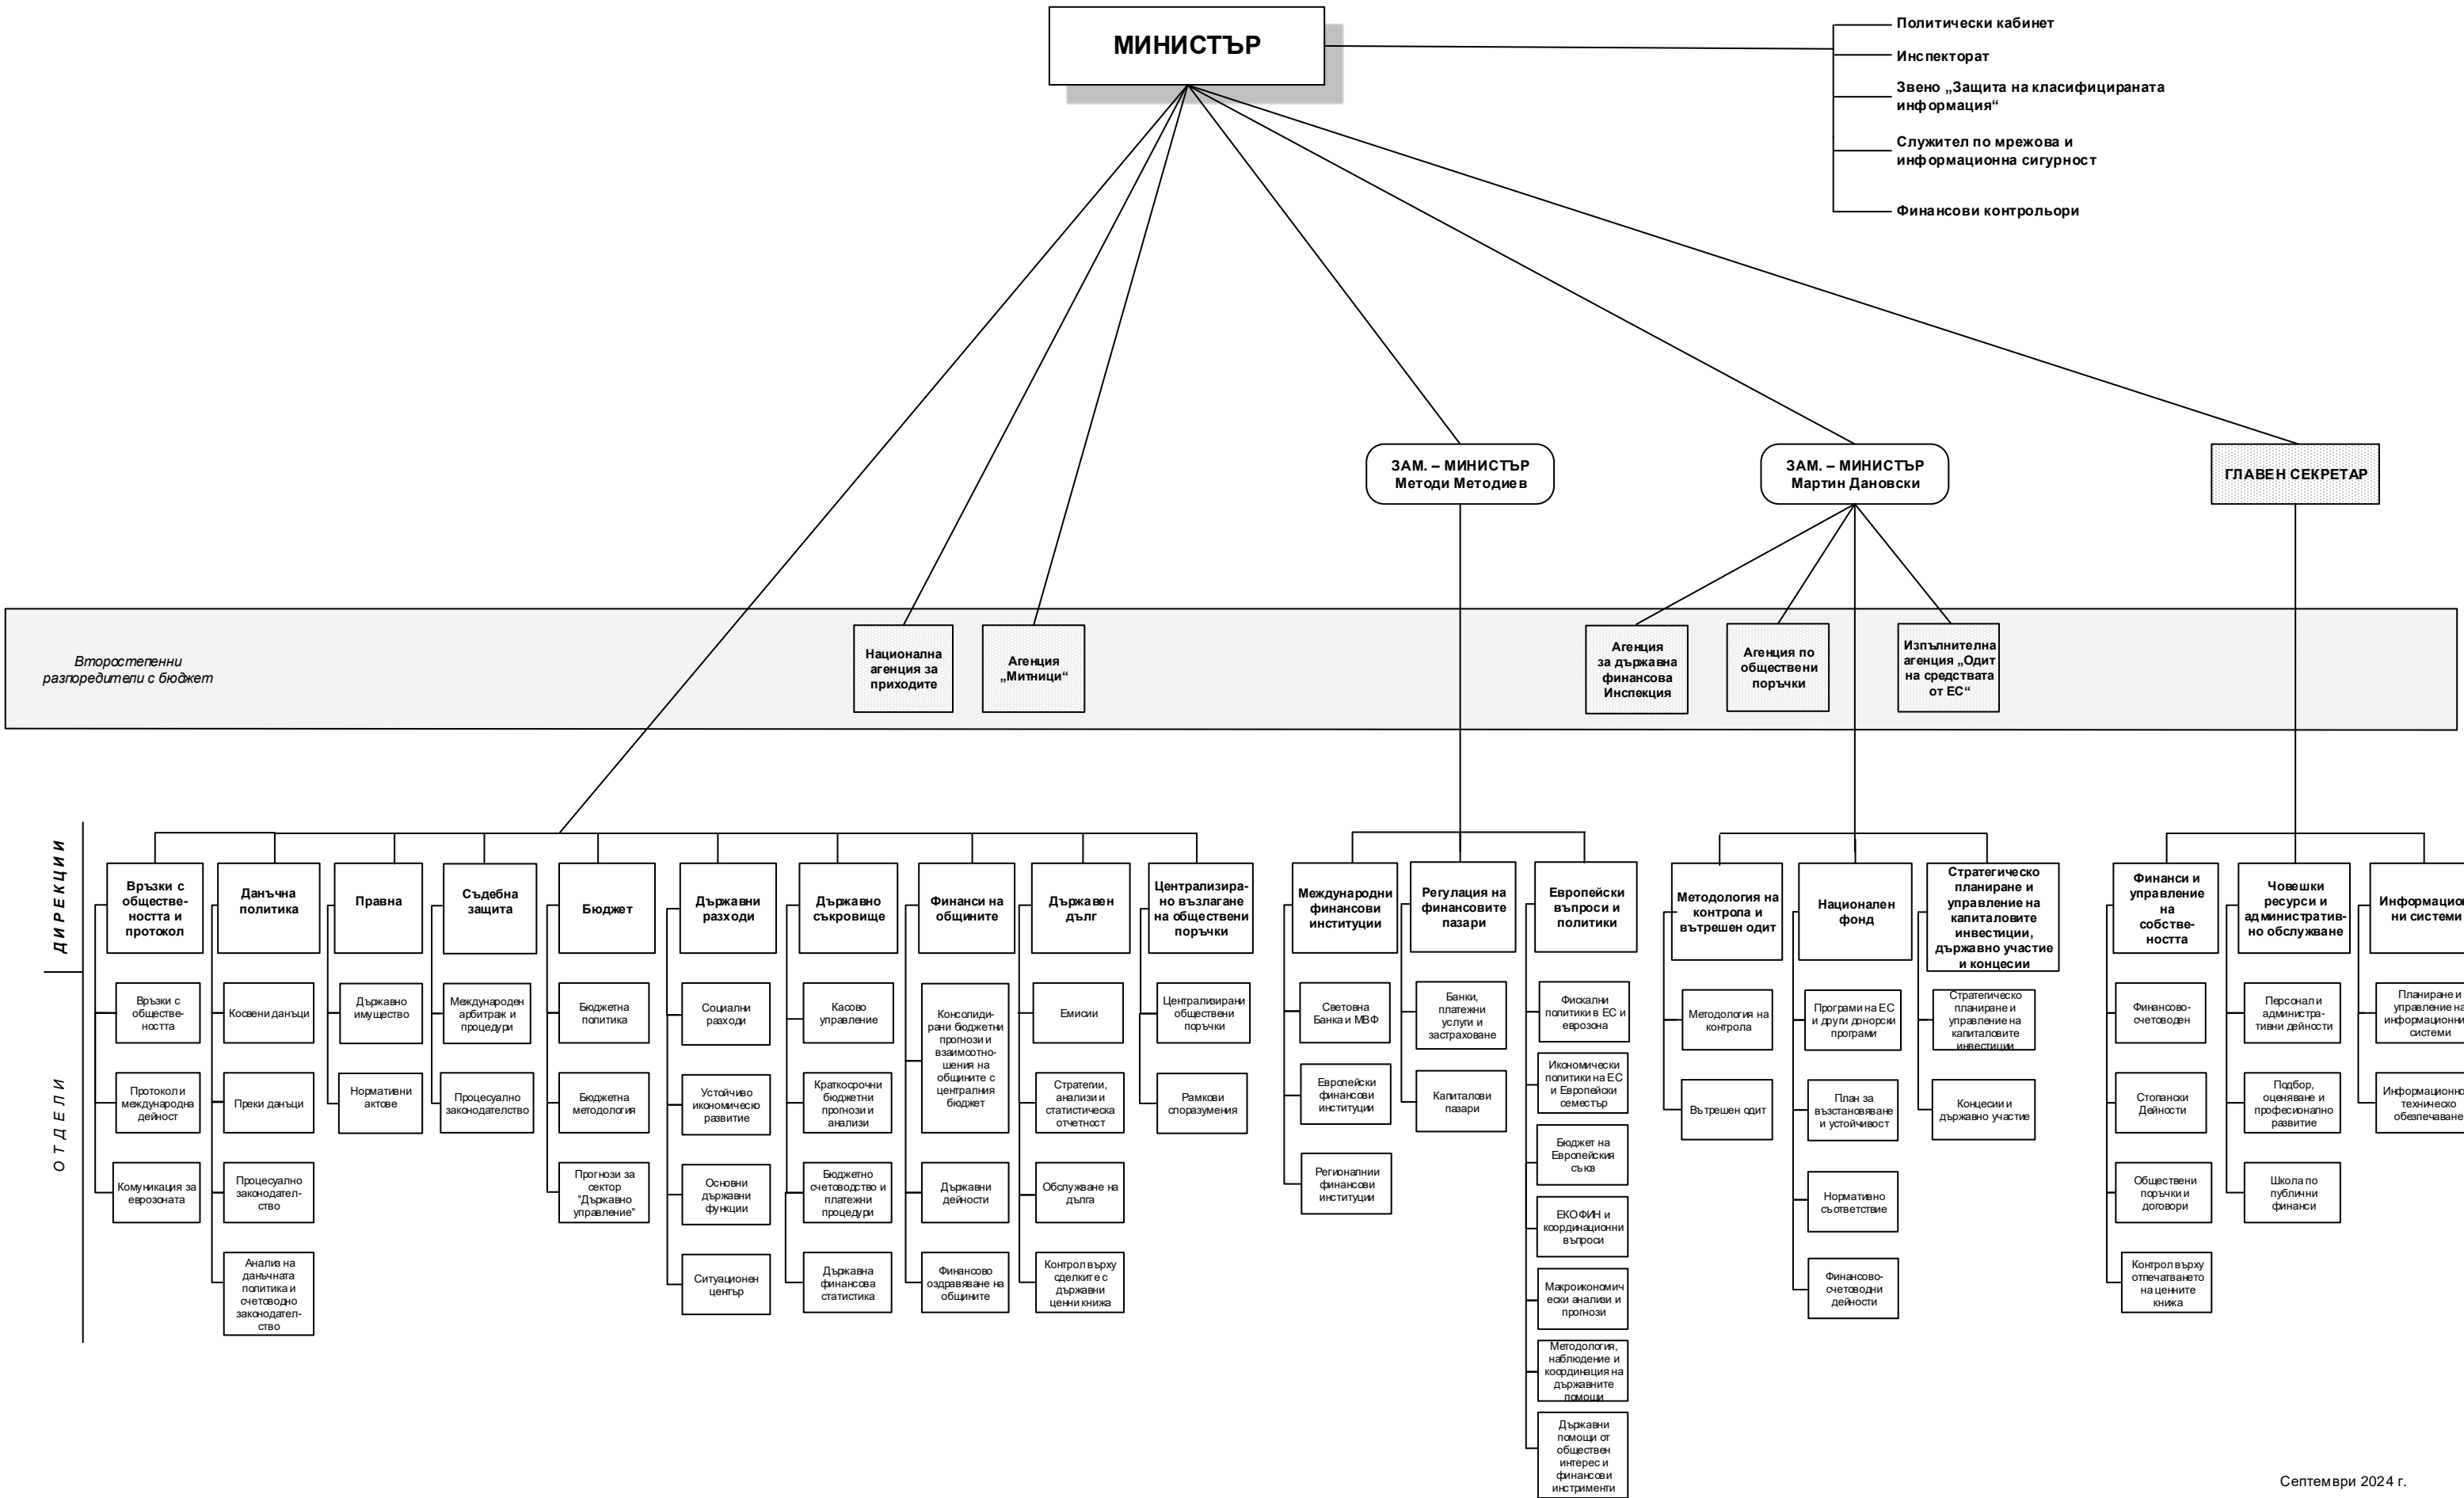 МИНИСТЪР
Политически кабинет
Инспекторат
Звено „Защита на класифицираната
информация“
Служител по мрежова и
информационна сигурност
Финансови контрольори
ЗАМ. – МИНИСТЪР
Методи Методиев
ЗАМ. – МИНИСТЪР
Мартин Дановски
ГЛАВЕН СЕКРЕТАР
Второстепенни
разпоредители с бюджет
Национална
агенция за
приходите
Агенция
„Митници“
Агенция
за държавна
финансова
Инспекция
Агенция по
обществени
поръчки
Изпълнителна
агенция „Одит
на средствата
от ЕС“
ДИРЕКЦИИ
Връзки с
обществе-
ността и
протокол
Данъчна
политика
Правна
Съдебна
защита
Бюджет
Държавни
разходи
Държавно
съкровище
Финанси на
общините
Държавен
дълг
Централизира-
но възлагане
на обществени
поръчки
Международни
финансови
институции
Регулация на
финансовите
пазари
Европейски
въпроси и
политики
Методология на
контрола и
вътрешен одит
Национален
фонд
Стратегическо
планиране и
управление на
капиталовите
инвестиции,
държавно участие
и концесии
Финанси и
управление
на
собстве-
ността
Човешки
ресурси и
административ-
но обслужване
Информацион
ни системи
ОТДЕЛИ
Връзки с
обществе-
ността
Протокол и
международна
дейност
Комуникация за
еврозоната
Косвени данъци
Преки данъци
Процесуално
законодател-
ство
Анализ на
данъчната
политика и
счетоводно
законодател-
ство
Държавно
имущество
Нормативни
актове
Международен
арбитраж и
процедури
Процесуално
законодателство
Бюджетна
политика
Бюджетна
методология
Прогнози за
сектор
"Държавно
управление"
Социални
разходи
Устойчиво
икономическо
развитие
Основни
държавни
функции
Ситуационен
център
Касово
управление
Краткосрочни
бюджетни
прогнози и
анализи
Бюджетно
счетоводство и
платежни
процедури
Държавна
финансова
статистика
Консолиди-
рани бюджетни
прогнози и
взаимоотно-
шения на
общините с
централния
бюджет
Държавни
дейности
Финансово
оздравяване на
общините
Емисии
Стратегии,
анализи и
статистическа
отчетност
Обслужване на
дълга
Контрол върху
сделките с
държавни
ценни книжа
Централизирани
обществени
поръчки
Рамкови
споразумения
Световна
Банка и МВФ
Европейски
финансови
институции
Регионалнии
финансови
институции
Банки,
платежни
услуги и
застраховане
Капиталови
пазари
Фискални
политики в ЕС и
еврозона
Икономически
политики на ЕС
и Европейски
семестър
Бюджет на
Европейския
съюз
ЕКОФИН и
координационни
въпроси
Макроикономич
ески анализи и
прогнози
Методология,
наблюдение и
координация на
държавните
помощи
Държавни
помощи от
обществен
интерес и
финансови
инстрименти
Методология на
контрола
Вътрешен одит
Програми на ЕС
и други донорски
програми
План за
възстановяване
и устойчивост
Нормативно
съответствие
Финансово-
счетоводни
дейности
Стратегическо
планиране и
управление на
капиталовите
инвестиции
Концесии и
държавно участие
Финансово-
счетоводен
Стопански
Дейности
Обществени
поръчки и
договори
Контрол върху
отпечатването
на ценните
книжа
Персонал и
администра-
тивни дейности
Подбор,
оценяване и
професионално
развитие
Школа по
публични
финанси
Планиране и
управление на
информационни
системи
Информационно
техническо
обезпечаване
Септември 2024 г.